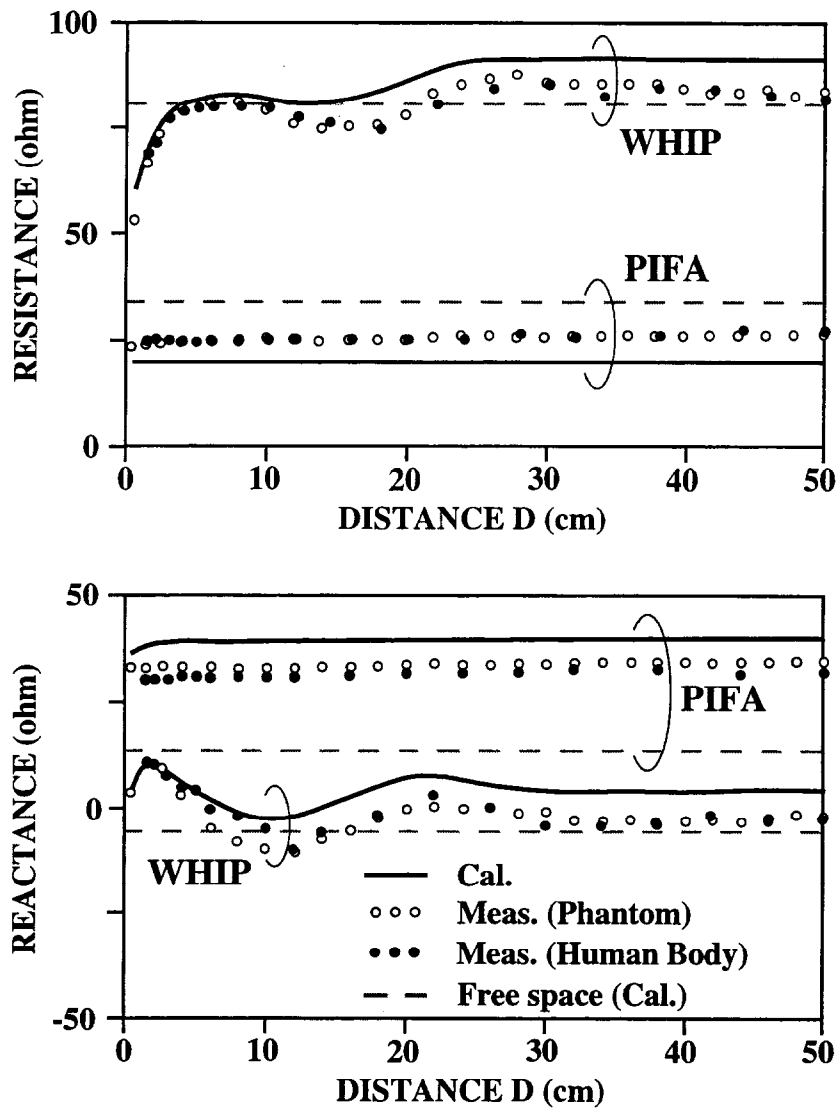 100
WHIP
50
PIFA
0
RESISTANCE (ohm)
0 10 20 30 40 50
DISTANCE D (cm)
50
PIFA
0
WHIP
Cal.
Meas. (Phantom)
Meas. (Human Body)
Free space (Cal.)
-50
REACTANCE (ohm)
0 10 20 30 40 50
DISTANCE D (cm)